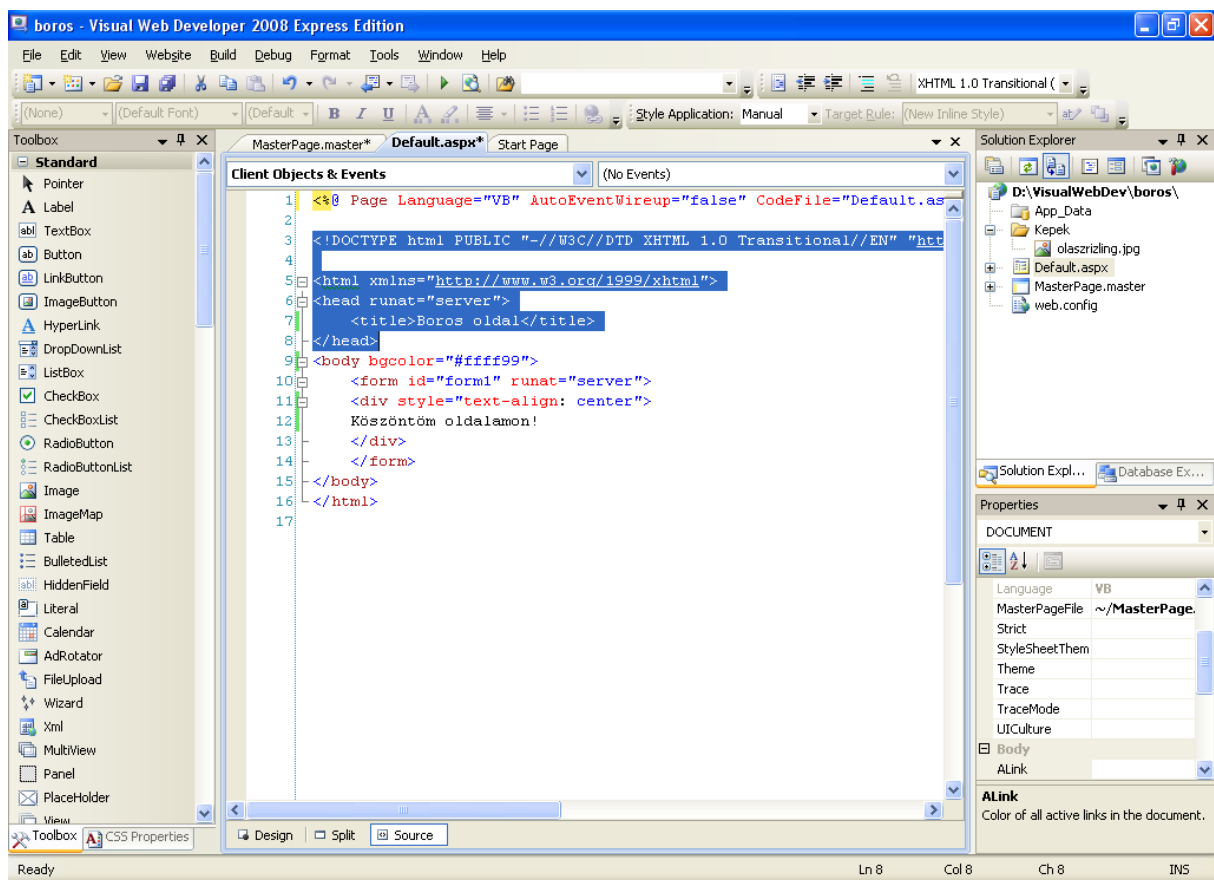 boros - Visual Web Developer 2008 Express Edition
File Edit View Website Build Debug Format Tools Window Help
XHTML 1.0 Transitional (
(None) (Default Font) (Default B I U A Style Application: Manual Target Rule: (New Inline Style)
Toolbox
Standard
Pointer
A Label
abl TextBox
ab Button
ab LinkButton
ImageButton
A HyperLink
DropDownList
ListBox
CheckBox
CheckBoxList
RadioButton
RadioButtonList
Image
ImageMap
Table
BulletedList
abl HiddenField
Literal
Calendar
AdRotator
FileUpload
Wizard
Xml
MultiView
Panel
PlaceHolder
View
Toolbox CSS Properties
MasterPage.master* Default.aspx* Start Page
Client Objects & Events (No Events)
1 <%@ Page Language="VB" AutoEventWireup="false" CodeFile="Default.as
2
3 <!DOCTYPE html PUBLIC "-//W3C//DTD XHTML 1.0 Transitional//EN" "htt
4
5 <html xmlns="http://www.w3.org/1999/xhtml">
6 <head runat="server">
7 <title>Boros oldal</title>
8 </head>
9 <body bgcolor="#ffff99">
10 <form id="form1" runat="server">
11 <div style="text-align: center">
12 Köszöntöm oldalamon!
13 </div>
14 </form>
15 </body>
16 </html>
17
Design Split Source
Solution Explorer
D:\VisualWebDev\boros\
App_Data
Kepek
olaszrizling.jpg
Default.aspx
MasterPage.master
web.config
Solution Expl... Database Ex...
Properties
DOCUMENT
Language VB
MasterPageFile ~/MasterPage.
Strict
StyleSheetThem
Theme
Trace
TraceMode
UICulture
Body
ALink
ALink
Color of all active links in the document.
Ready Ln 8 Col 8 Ch 8 INS